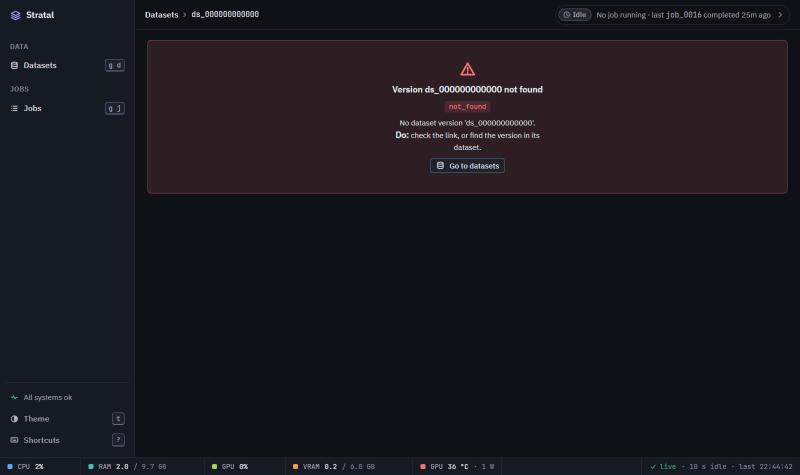 Stratal
Datasets › ds_000000000000
Idle No job running · last job_0016 completed 25m ago
DATA
Datasets g d
JOBS
Jobs g j
Version ds_000000000000 not found
not_found
No dataset version 'ds_000000000000'.
Do: check the link, or find the version in its
dataset.
Go to datasets
All systems ok
Theme t
Shortcuts ?
CPU 2% RAM 2.0 / 9.7 GB GPU 0% VRAM 0.2 / 6.0 GB GPU 36 °C · 1 W live · 10 s idle · last 22:44:42